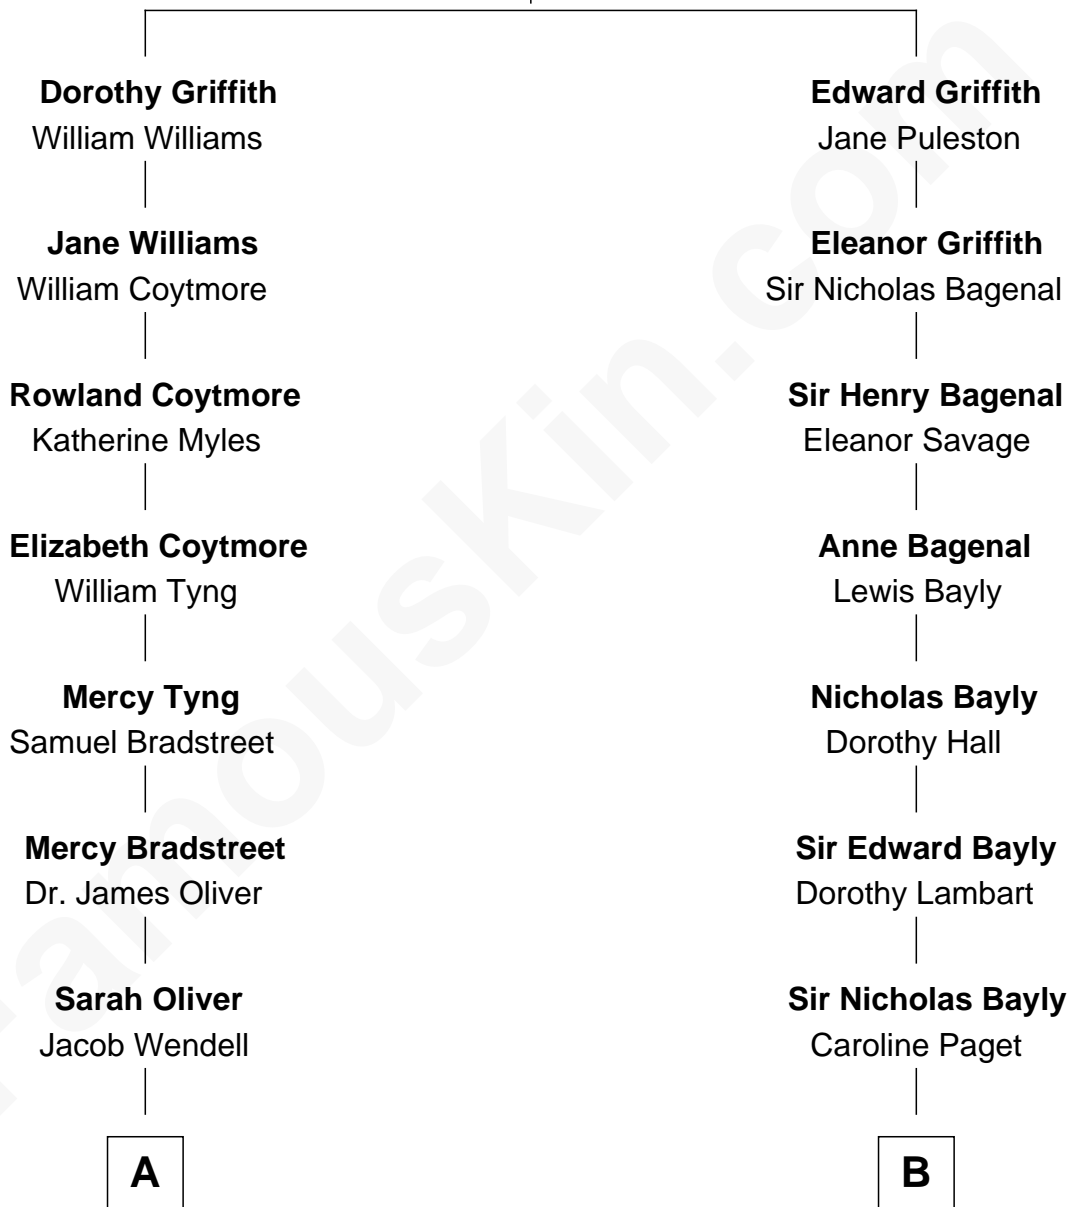 Dorothy Griffith
William Williams
Jane Williams
William Coytmore
Rowland Coytmore
Katherine Myles
Elizabeth Coytmore
William Tyng
Mercy Tyng
Samuel Bradstreet
Mercy Bradstreet
Dr. James Oliver
Sarah Oliver
Jacob Wendell
A
Edward Griffith
Jane Puleston
Eleanor Griffith
Sir Nicholas Bagenal
Sir Henry Bagenal
Eleanor Savage
Anne Bagenal
Lewis Bayly
Nicholas Bayly
Dorothy Hall
Sir Edward Bayly
Dorothy Lambart
Sir Nicholas Bayly
Caroline Paget
B
FamousKin.com